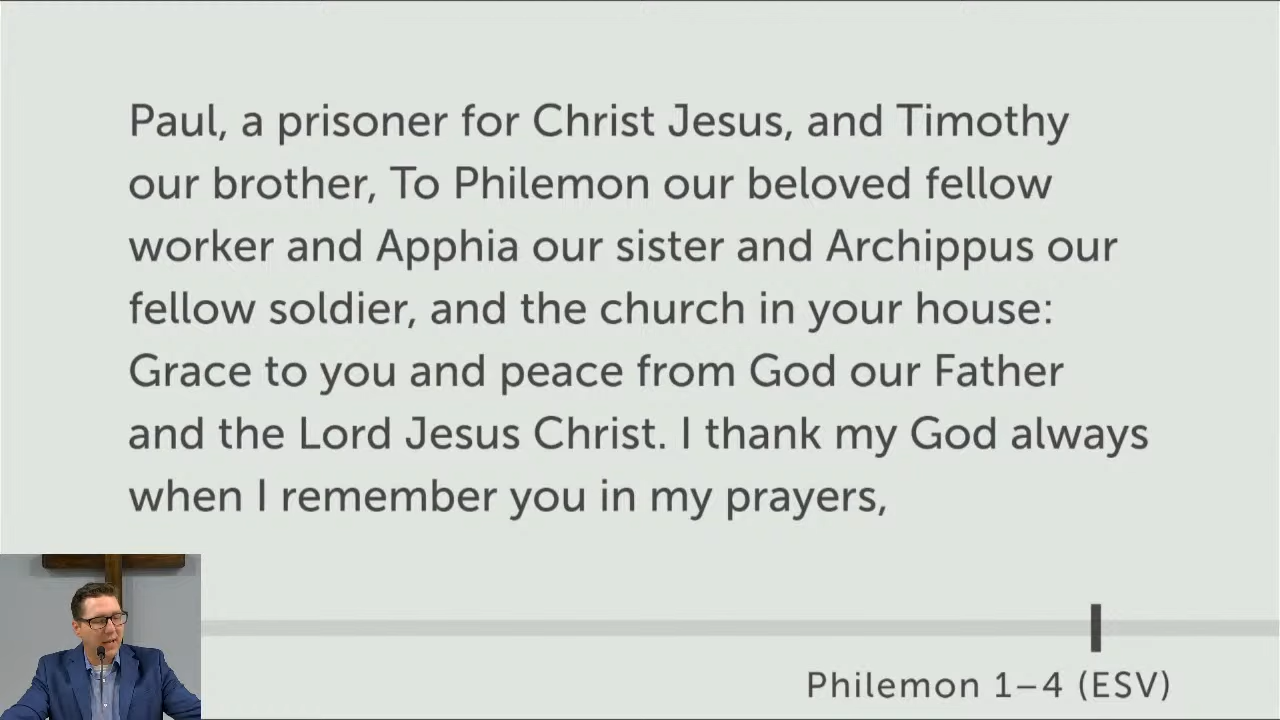 Paul, a prisoner for Christ Jesus, and Timothy
our brother, To Philemon our beloved fellow
worker and Apphia our sister and Archippus our
fellow soldier, and the church in your house:
Grace to you and peace from God our Father
and the Lord Jesus Christ. I thank my God always
when I remember you in my prayers,
Philemon 1–4 (ESV)